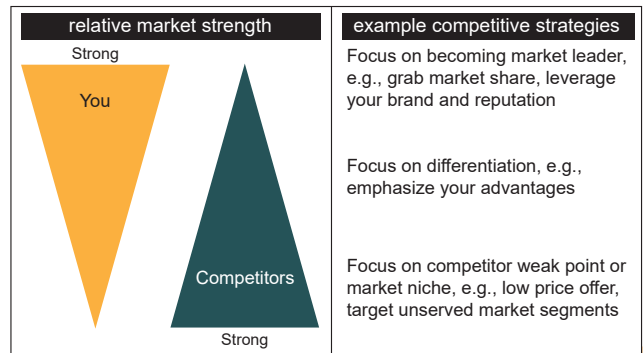 relative market strength
example competitive strategies
Strong
You
Competitors
Strong
Focus on becoming market leader,
e.g., grab market share, leverage
your brand and reputation
Focus on differentiation, e.g.,
emphasize your advantages
Focus on competitor weak point or
market niche, e.g., low price offer,
target unserved market segments